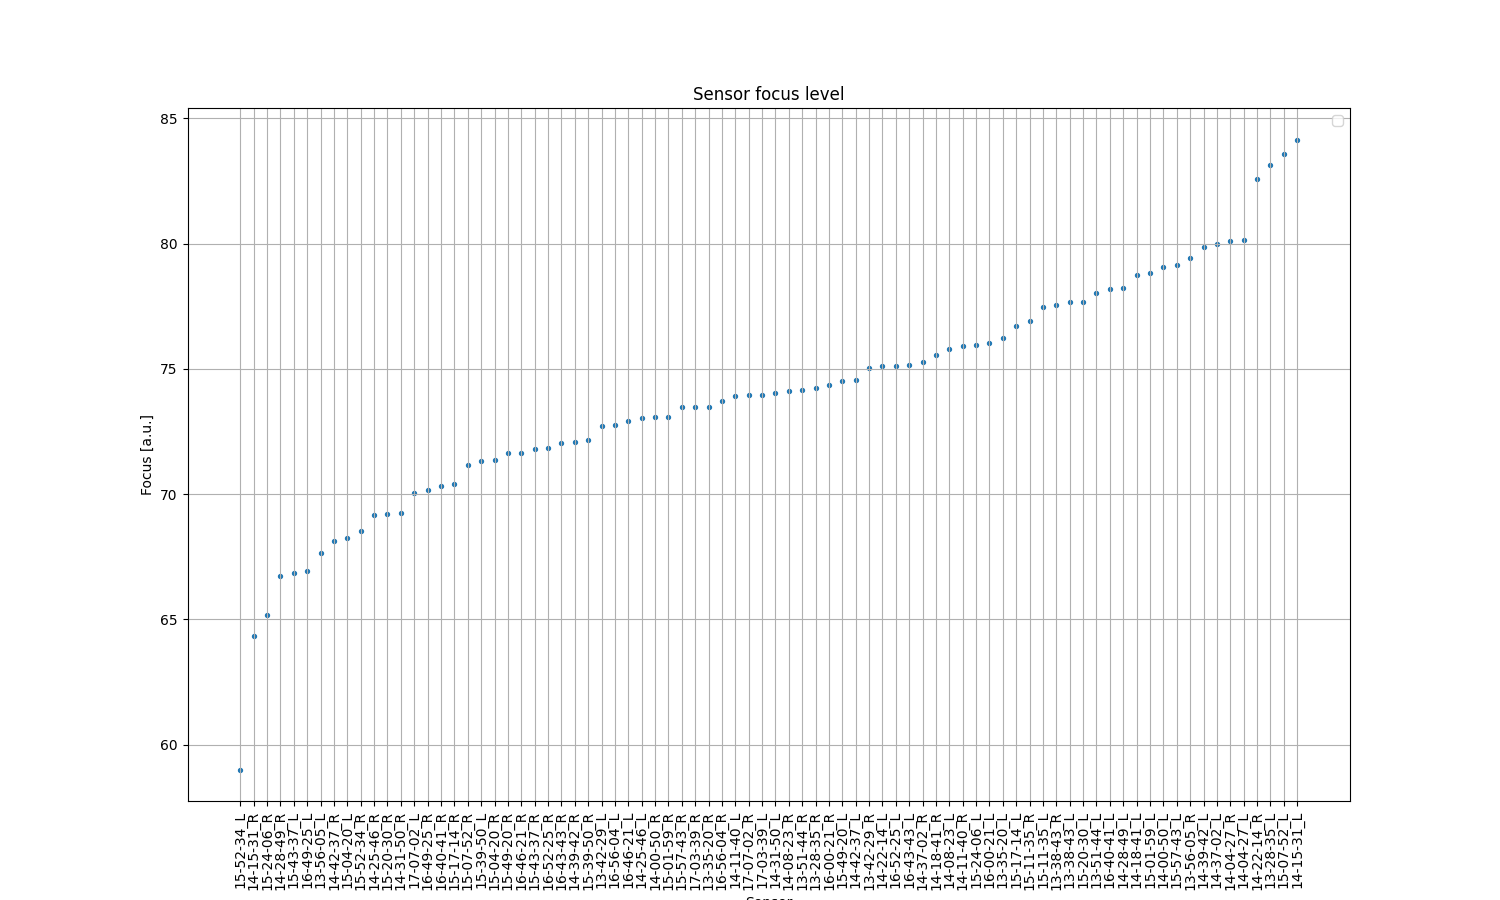 Sensor focus level
85
80
75
70
65
60
Focus [a.u.]
15-52-34_L
14-15-31_R
15-24-06_R
14-28-49_R
15-43-37_L
16-49-25_L
13-56-05_L
14-42-37_R
15-04-20_L
15-52-34_R
14-25-46_R
15-20-30_R
14-31-50_R
17-07-02_L
16-49-25_R
16-40-41_R
15-17-14_R
15-07-52_R
15-39-50_L
15-04-20_R
15-49-20_R
16-46-21_R
15-43-37_R
16-52-25_R
16-43-43_R
14-39-42_R
15-39-50_R
13-42-29_L
16-56-04_L
16-46-21_L
14-25-46_L
14-00-50_R
15-01-59_R
15-57-43_R
17-03-39_R
13-35-20_R
16-56-04_R
14-11-40_L
17-07-02_R
17-03-39_L
14-31-50_L
14-08-23_R
13-51-44_R
13-28-35_R
16-00-21_R
15-49-20_L
14-42-37_L
13-42-29_R
14-22-14_L
16-52-25_L
16-43-43_L
14-37-02_R
14-18-41_R
14-08-23_L
14-11-40_R
15-24-06_L
16-00-21_L
13-35-20_L
15-17-14_L
15-11-35_R
15-11-35_L
13-38-43_R
13-38-43_L
15-20-30_L
13-51-44_L
16-40-41_L
14-28-49_L
14-18-41_L
15-01-59_L
14-00-50_L
15-57-43_L
13-56-05_R
14-39-42_L
14-37-02_L
14-04-27_R
14-04-27_L
14-22-14_R
13-28-35_L
15-07-52_L
14-15-31_L
Sensor